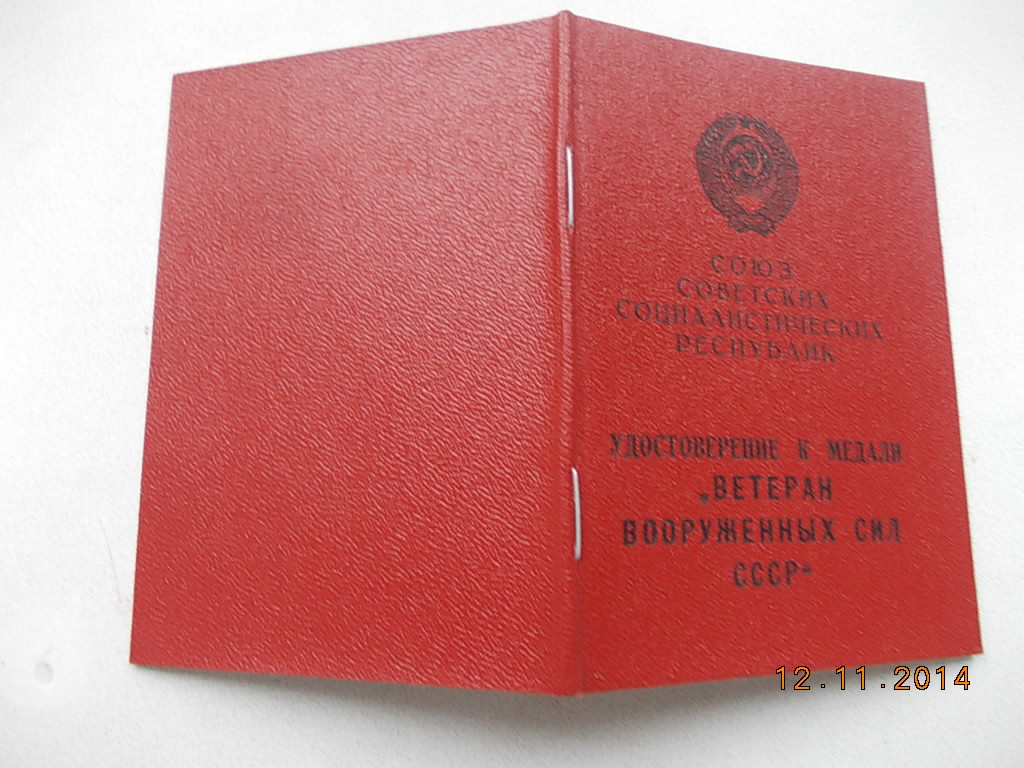 СОЮЗ
СОВЕТСКИХ
СОЦИАЛИСТИЧЕСКИХ
РЕСПУБЛИК
УДОСТОВЕРЕНИЕ К МЕДАЛИ
„ВЕТЕРАН
ВООРУЖЕННЫХ СИЛ
СССР“
12.11.2014